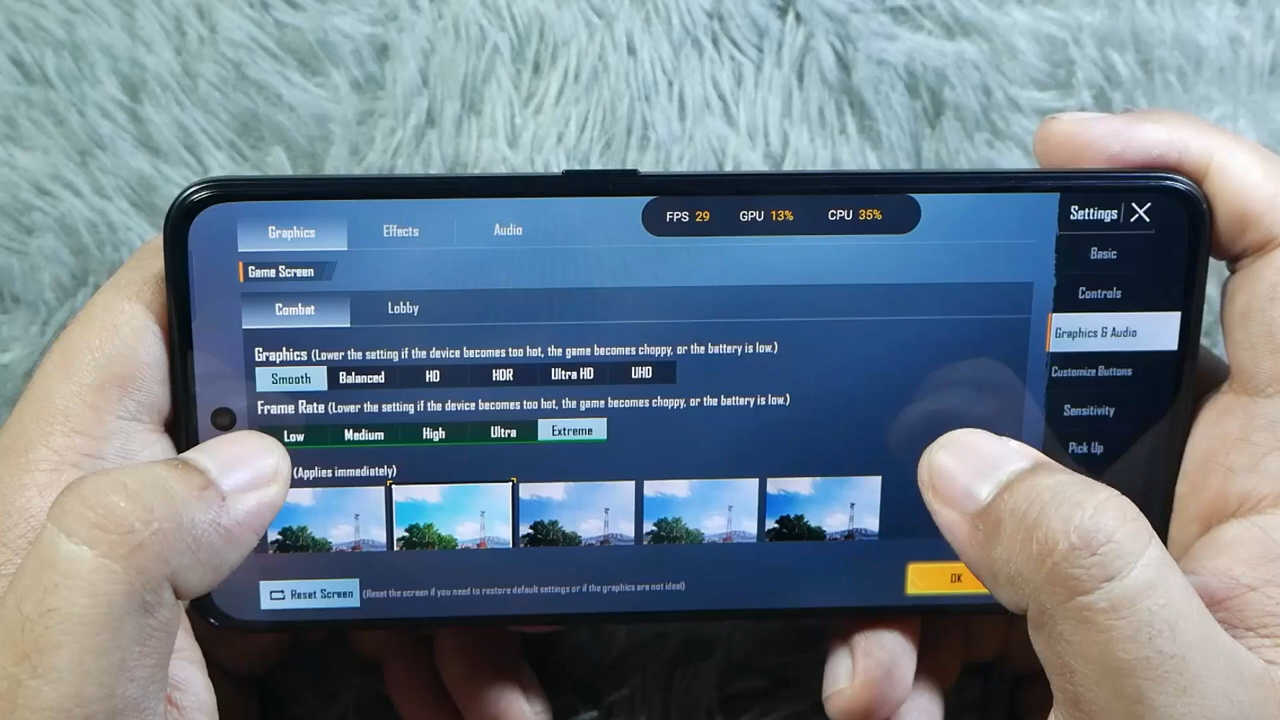 FPS 29 GPU 13% CPU 35%
Graphics Effects Audio
Game Screen
Combat Lobby
Graphics (Lower the setting if the device becomes too hot, the game becomes choppy, or the battery is low.)
Smooth Balanced HD HDR Ultra HD UHD
Frame Rate (Lower the setting if the device becomes too hot, the game becomes choppy, or the battery is low.)
Low Medium High Ultra Extreme
(Applies immediately)
Reset Screen (Reset the screen if you need to restore default settings or if the graphics are not ideal)
OK
Settings
Basic
Controls
Graphics & Audio
Customize Buttons
Sensitivity
Pick Up